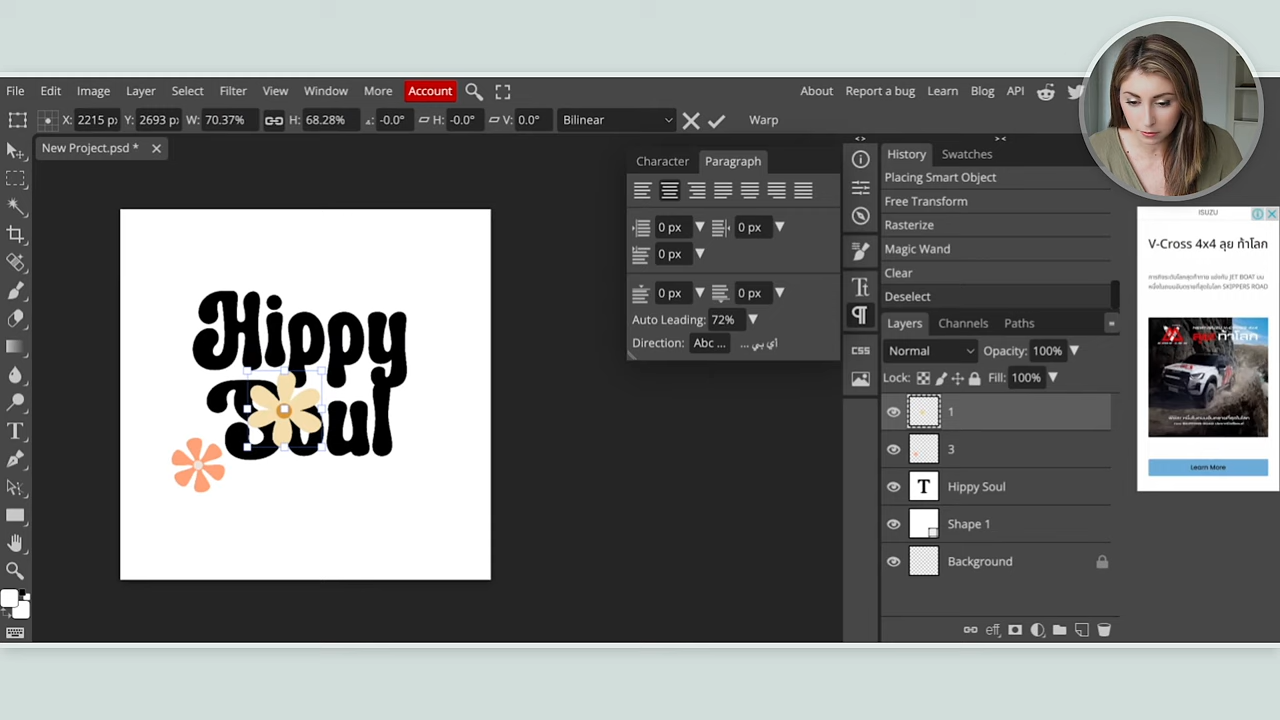 File Edit Image Layer Select Filter View Window More Account About Report a bug Learn Blog API
X: 2215 px Y: 2693 px W: 70.37% H: 68.28% -0.0° H: -0.0° V: 0.0° Bilinear Warp
New Project.psd *
Character Paragraph
0 px 0 px
0 px
0 px 0 px
Auto Leading: 72%
Direction: Abc ... أي بي ...
CSS
History Swatches
Placing Smart Object
Free Transform
Rasterize
Magic Wand
Clear
Deselect
Layers Channels Paths
Normal Opacity: 100%
Lock: Fill: 100%
1
3
T Hippy Soul
Shape 1
Background
eff
Hippy
Soul
ISUZU
V-Cross 4x4 ลุย ท้าโลก
Learn More